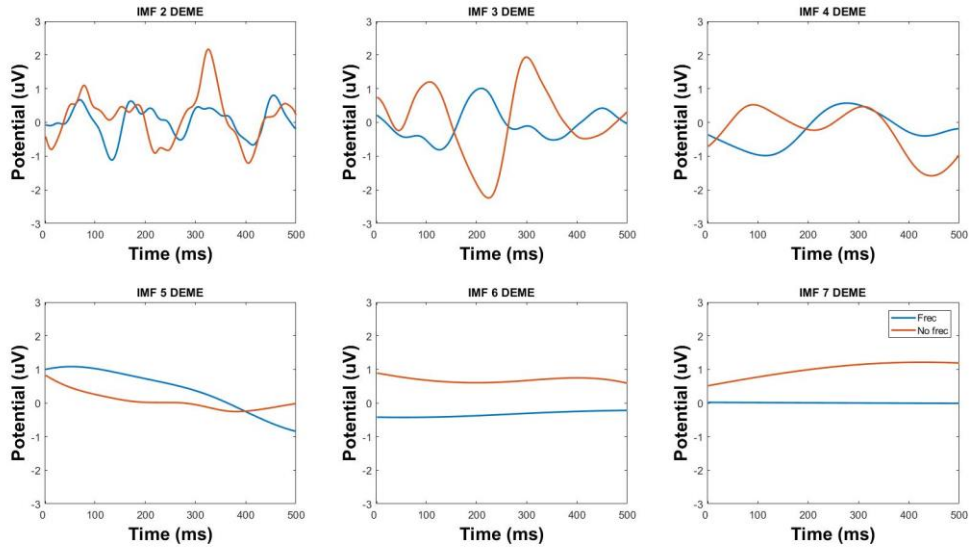 IMF 2 DEME
Potential (uV)
3
2
1
0
-1
-2
-3
0 100 200 300 400 500
Time (ms)
IMF 3 DEME
Potential (uV)
3
2
1
0
-1
-2
-3
0 100 200 300 400 500
Time (ms)
IMF 4 DEME
Potential (uV)
3
2
1
0
-1
-2
-3
0 100 200 300 400 500
Time (ms)
IMF 5 DEME
Potential (uV)
3
2
1
0
-1
-2
-3
0 100 200 300 400 500
Time (ms)
IMF 6 DEME
Potential (uV)
3
2
1
0
-1
-2
-3
0 100 200 300 400 500
Time (ms)
IMF 7 DEME
Potential (uV)
3
2
1
0
-1
-2
-3
0 100 200 300 400 500
Time (ms)
Frec
No frec